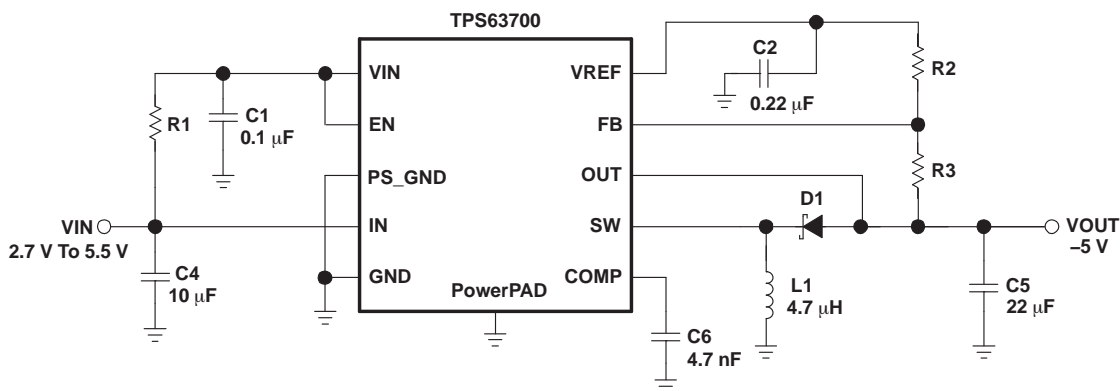 TPS63700
VIN
VREF
C2
0.22 μF
R2
R1
C1
0.1 μF
EN
FB
PS_GND
OUT
R3
D1
VIN
2.7 V To 5.5 V
IN
SW
VOUT
–5 V
C4
10 μF
GND
COMP
PowerPAD
L1
4.7 μH
C5
22 μF
C6
4.7 nF